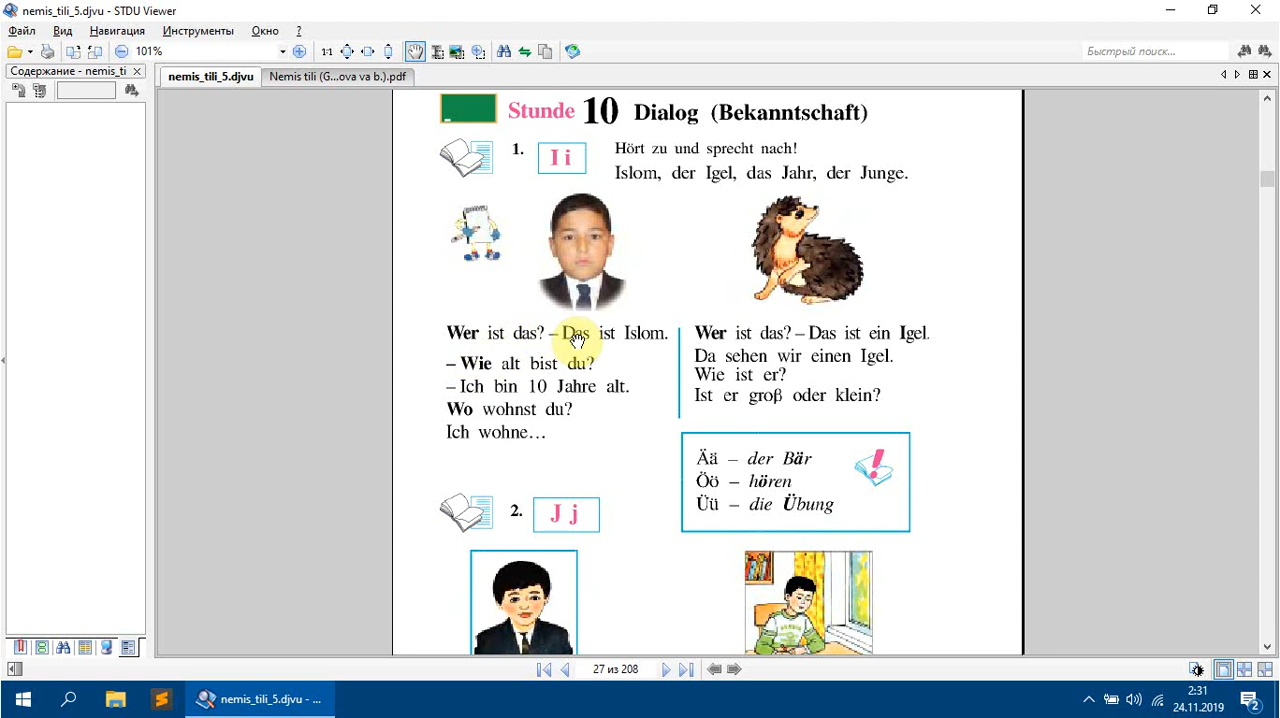 nemis_tili_5.djvu - STDU Viewer
Файл Вид Навигация Инструменты Окно ?
101%
1:1
Быстрый поиск...
Содержание - nemis_ti
nemis_tili_5.djvu
Nemis tili (G...ova va b.).pdf
Stunde 10 Dialog (Bekanntschaft)
1. I i
Hört zu und sprecht nach!
Islom, der Igel, das Jahr, der Junge.
Wer ist das? – Das ist Islom.
– Wie alt bist du?
– Ich bin 10 Jahre alt.
Wo wohnst du?
Ich wohne…
Wer ist das? – Das ist ein Igel.
Da sehen wir einen Igel.
Wie ist er?
Ist er groβ oder klein?
Ää – der Bär
Öö – hören
Üü – die Übung
!
2. J j
27 из 208
nemis_tili_5.djvu - ...
2:31
24.11.2019
2